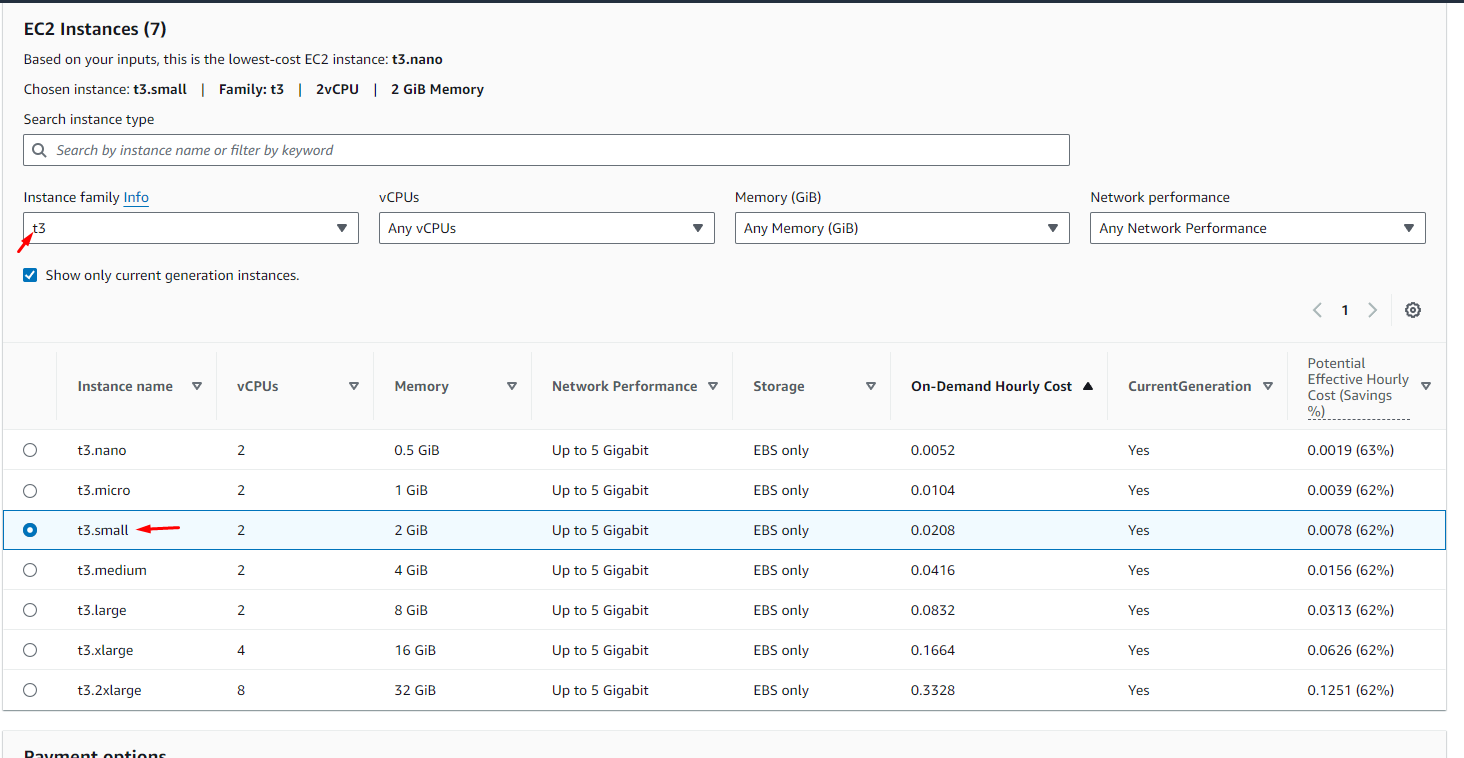 EC2 Instances (7)
Based on your inputs, this is the lowest-cost EC2 instance: t3.nano
Chosen instance: t3.small | Family: t3 | 2vCPU | 2 GiB Memory
Search instance type
Search by instance name or filter by keyword
Instance family Info vCPUs Memory (GiB) Network performance
t3 Any vCPUs Any Memory (GiB) Any Network Performance
Show only current generation instances.
1
Instance name vCPUs Memory Network Performance Storage On-Demand Hourly Cost CurrentGeneration Potential
Effective Hourly
Cost (Savings
%)
t3.nano 2 0.5 GiB Up to 5 Gigabit EBS only 0.0052 Yes 0.0019 (63%)
t3.micro 2 1 GiB Up to 5 Gigabit EBS only 0.0104 Yes 0.0039 (62%)
t3.small 2 2 GiB Up to 5 Gigabit EBS only 0.0208 Yes 0.0078 (62%)
t3.medium 2 4 GiB Up to 5 Gigabit EBS only 0.0416 Yes 0.0156 (62%)
t3.large 2 8 GiB Up to 5 Gigabit EBS only 0.0832 Yes 0.0313 (62%)
t3.xlarge 4 16 GiB Up to 5 Gigabit EBS only 0.1664 Yes 0.0626 (62%)
t3.2xlarge 8 32 GiB Up to 5 Gigabit EBS only 0.3328 Yes 0.1251 (62%)
Payment options